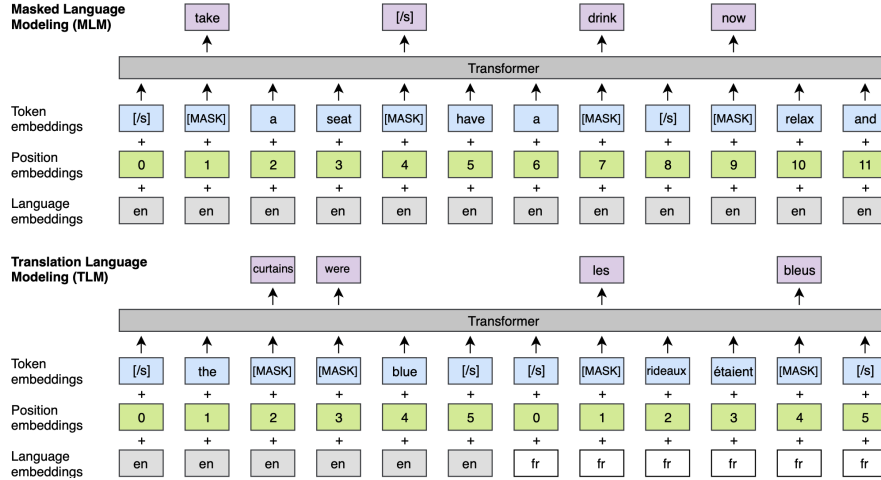 Masked Language
Modeling (MLM)
take [/s] drink now
Transformer
Token
embeddings
[/s] [MASK] a seat [MASK] have a [MASK] [/s] [MASK] relax and
+ + + + + + + + + + + +
Position
embeddings
0 1 2 3 4 5 6 7 8 9 10 11
+ + + + + + + + + + + +
Language
embeddings
en en en en en en en en en en en en
Translation Language
Modeling (TLM)
curtains were les bleus
Transformer
Token
embeddings
[/s] the [MASK] [MASK] blue [/s] [/s] [MASK] rideaux étaient [MASK] [/s]
+ + + + + + + + + + + +
Position
embeddings
0 1 2 3 4 5 0 1 2 3 4 5
+ + + + + + + + + + + +
Language
embeddings
en en en en en en fr fr fr fr fr fr